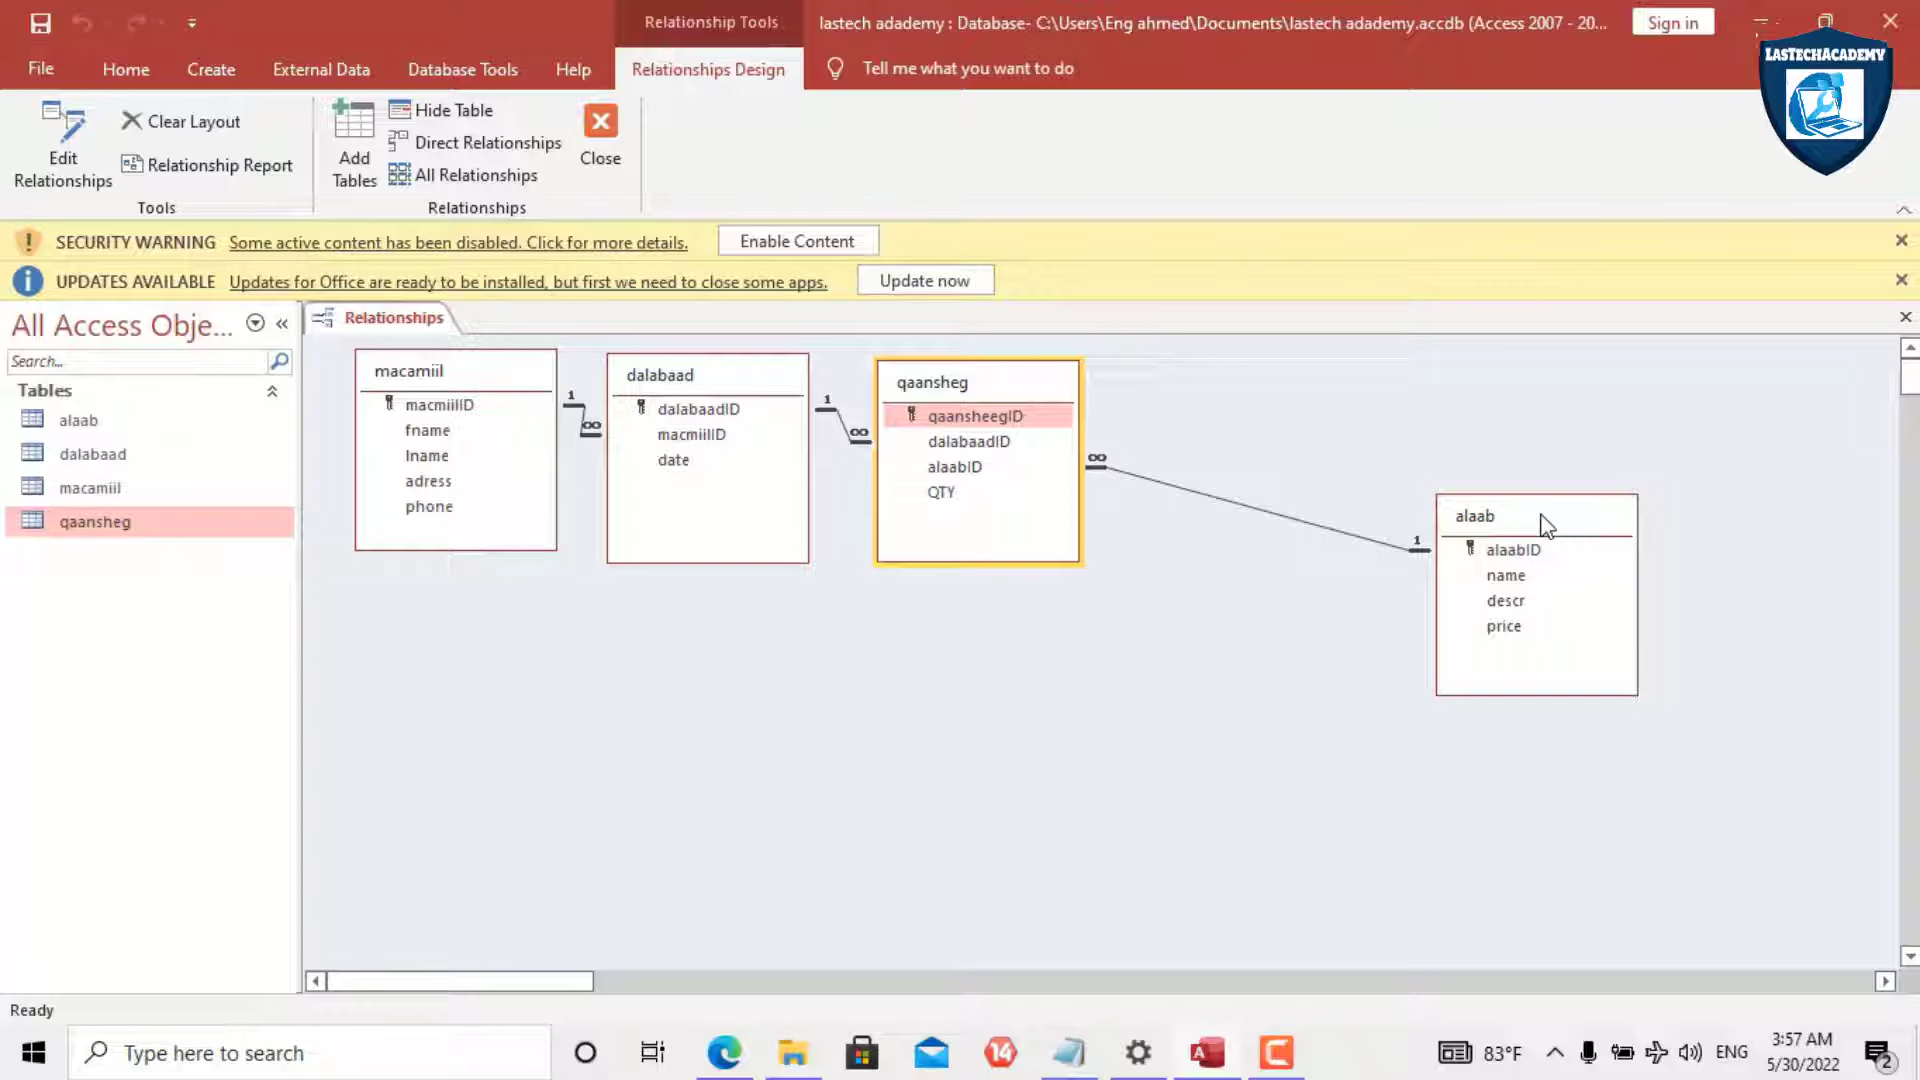 Relationship Tools
lastech adademy : Database- C:\Users\Eng ahmed\Documents\lastech adademy.accdb (Access 2007 - 20...
Sign in
File
Home
Create
External Data
Database Tools
Help
Relationships Design
Tell me what you want to do
LASTECHACADEMY
Edit Relationships
Clear Layout
Relationship Report
Tools
Add Tables
Hide Table
Direct Relationships
All Relationships
Close
Relationships
SECURITY WARNING Some active content has been disabled. Click for more details. Enable Content
UPDATES AVAILABLE Updates for Office are ready to be installed, but first we need to close some apps. Update now
All Access Obje...
Search...
Tables
alaab
dalabaad
macamiil
qaansheg
Relationships
macamiil
macmiilID
fname
lname
adress
phone
1
∞
dalabaad
dalabaadID
macmiilID
date
1
∞
qaansheg
qaansheegID
dalabaadID
alaabID
QTY
∞
1
alaab
alaabID
name
descr
price
Ready
Type here to search
14
83°F
ENG
3:57 AM
5/30/2022
2